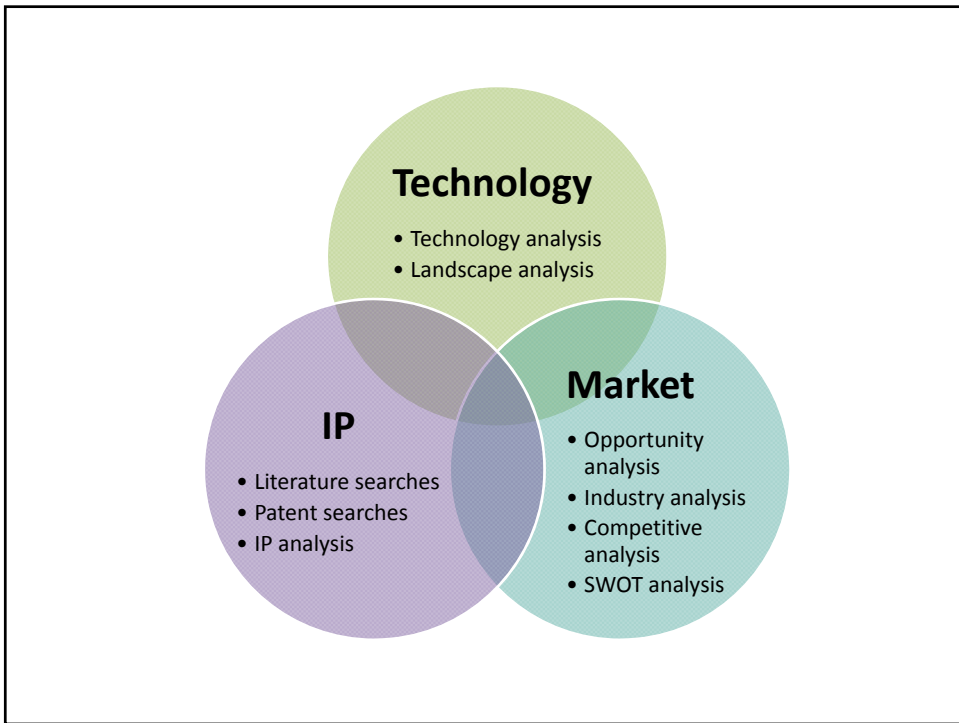 Technology
• Technology analysis
• Landscape analysis
IP
• Literature searches
• Patent searches
• IP analysis
Market
• Opportunity
analysis
• Industry analysis
• Competitive
analysis
• SWOT analysis